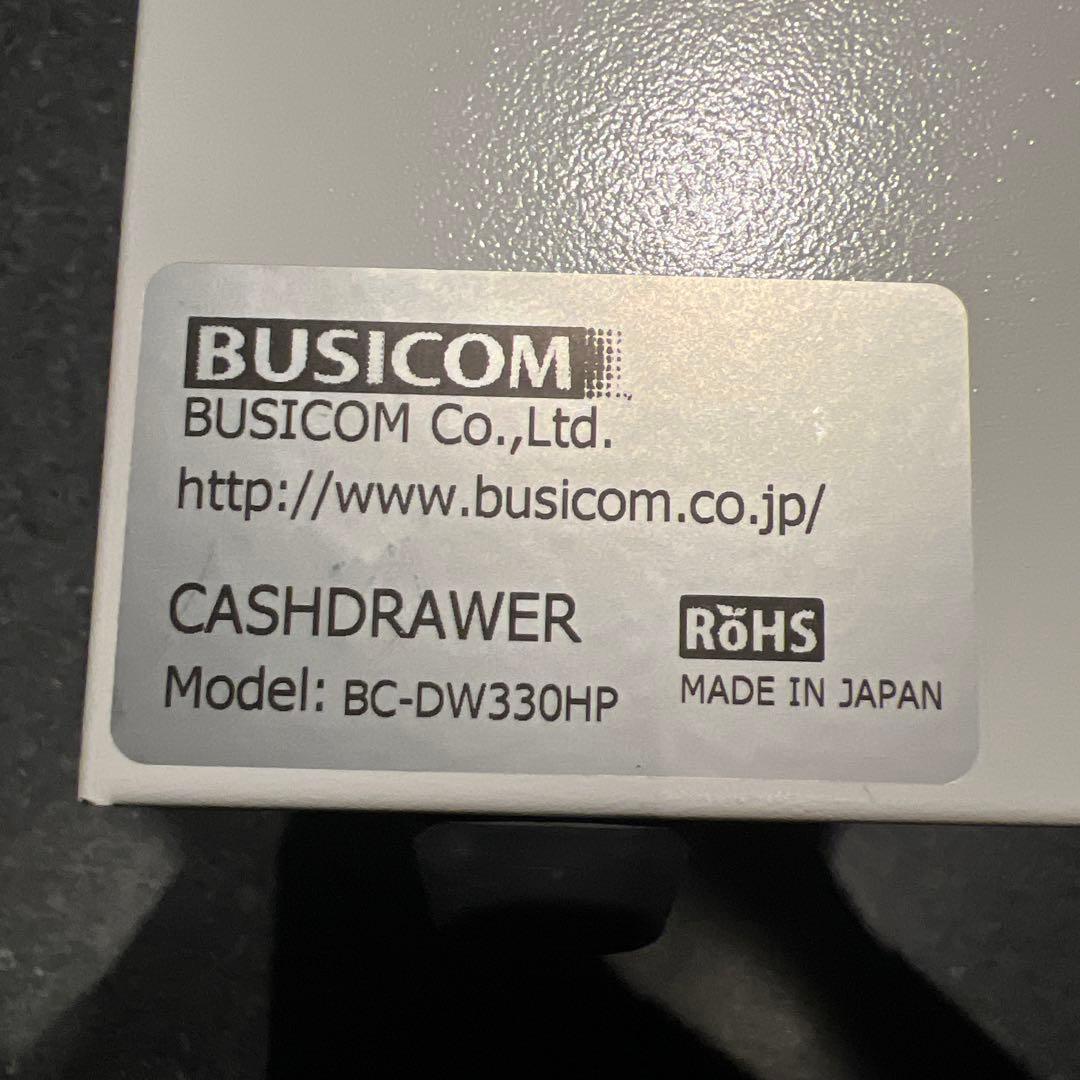 BUSICOM
BUSICOM Co.,Ltd.
http://www.busicom.co.jp/
CASHDRAWER
RoHS
Model: BC-DW330HP
MADE IN JAPAN